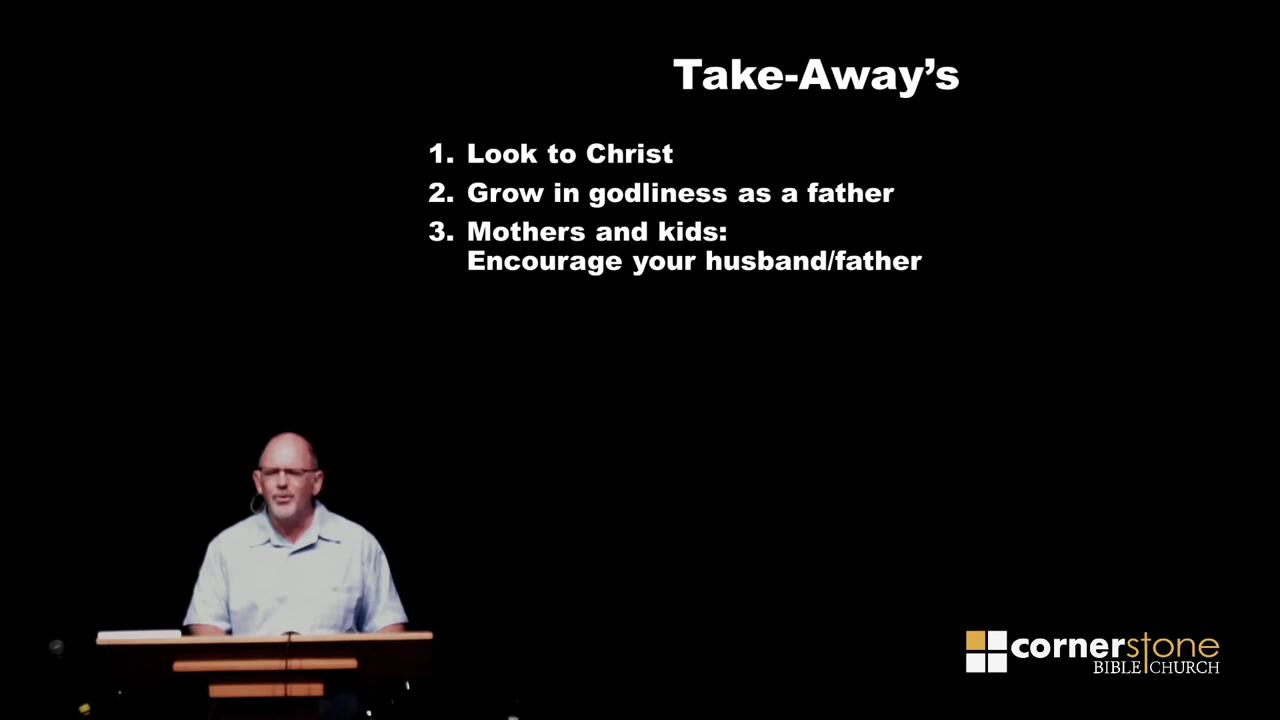 Take-Away's
1. Look to Christ
2. Grow in godliness as a father
3. Mothers and kids:
Encourage your husband/father
cornerstone
BIBLE CHURCH